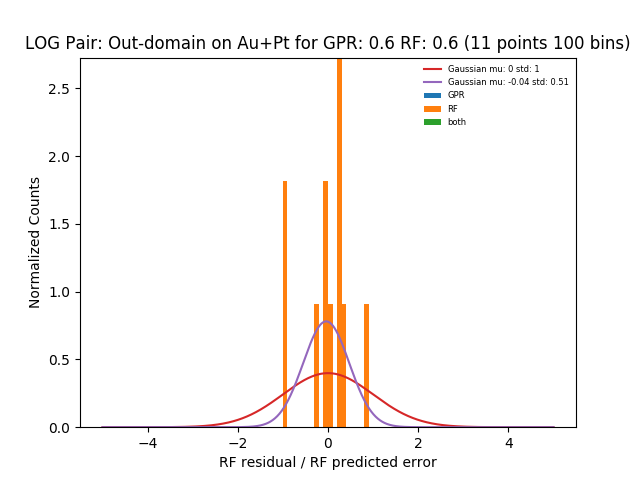 LOG Pair: Out-domain on Au+Pt for GPR: 0.6 RF: 0.6 (11 points 100 bins)
Gaussian mu: 0 std: 1
Gaussian mu: -0.04 std: 0.51
GPR
RF
both
Normalized Counts
2.5
2.0
1.5
1.0
0.5
0.0
−4 −2 0 2 4
RF residual / RF predicted error